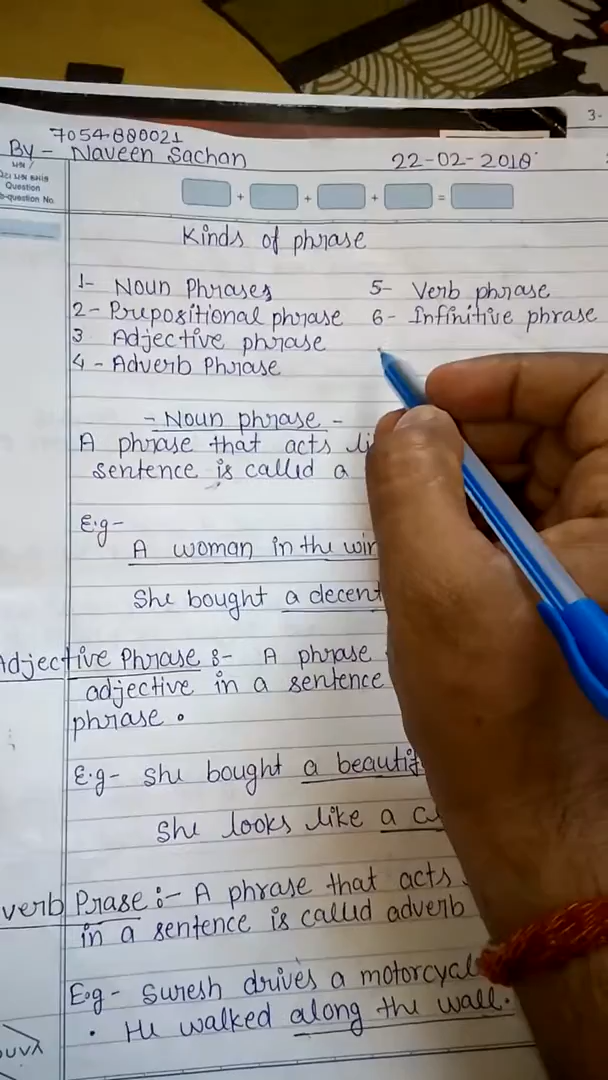 3-
7054-880021
By - Naveen Sachan
22-02-2018
Question
b-question No.
+ + + =
Kinds of phrase
1- Noun Phrases
2- Prepositional phrase
3 Adjective phrase
4 - Adverb Phrase
5- Verb phrase
6- Infinitive phrase
- Noun phrase -
A phrase that acts
sentence is called a
E.g-
A woman in the
She bought a decent
Adjective Phrase :- A phrase
adjective in a sentence
phrase.
E.g- She bought a
She looks like a
verb Prase :- A phrase that acts
in a sentence is called adverb
E.g- Suresh drives a
. He walked along the wall.